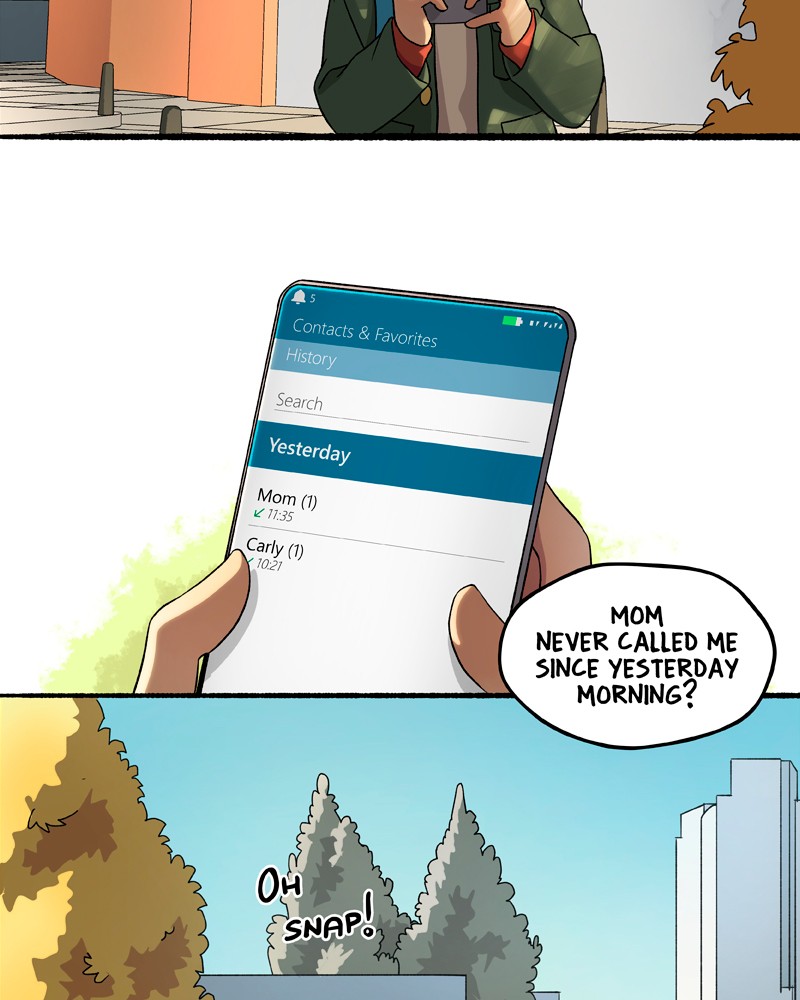 5
Contacts & Favorites
History
Search
Yesterday
Mom (1)
11:35
Carly (1)
10:21
MOM
NEVER CALLED ME
SINCE YESTERDAY
MORNING?
OH
SNAP!